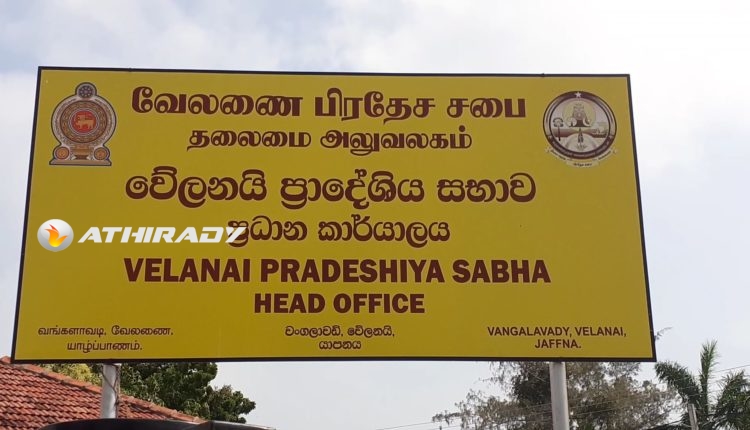 வேலணை பிரதேச சபை
தலைமை அலுவலகம்
වේලනයි ප්‍රාදේශිය සභාව
ප්‍රධාන කාර්යාලය
ATHIRADY
VELANAI PRADESHIYA SABHA
HEAD OFFICE
வங்களாவடி, வேலணை,
யாழ்ப்பாணம்.
වංගලාවඩි, වේලනයි,
යාපනය
VANGALAVADY, VELANAI,
JAFFNA.